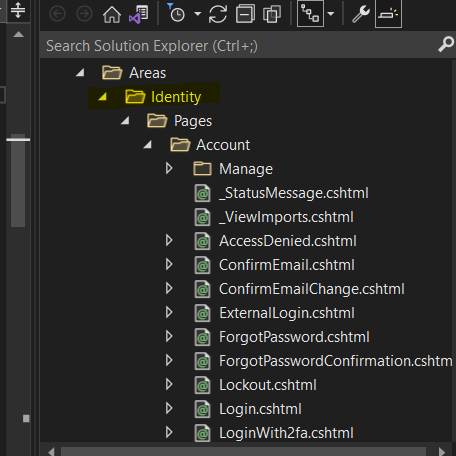 Search Solution Explorer (Ctrl+;)
Areas
Identity
Pages
Account
Manage
_StatusMessage.cshtml
_ViewImports.cshtml
AccessDenied.cshtml
ConfirmEmail.cshtml
ConfirmEmailChange.cshtml
ExternalLogin.cshtml
ForgotPassword.cshtml
ForgotPasswordConfirmation.cshtm
Lockout.cshtml
Login.cshtml
LoginWith2fa.cshtml